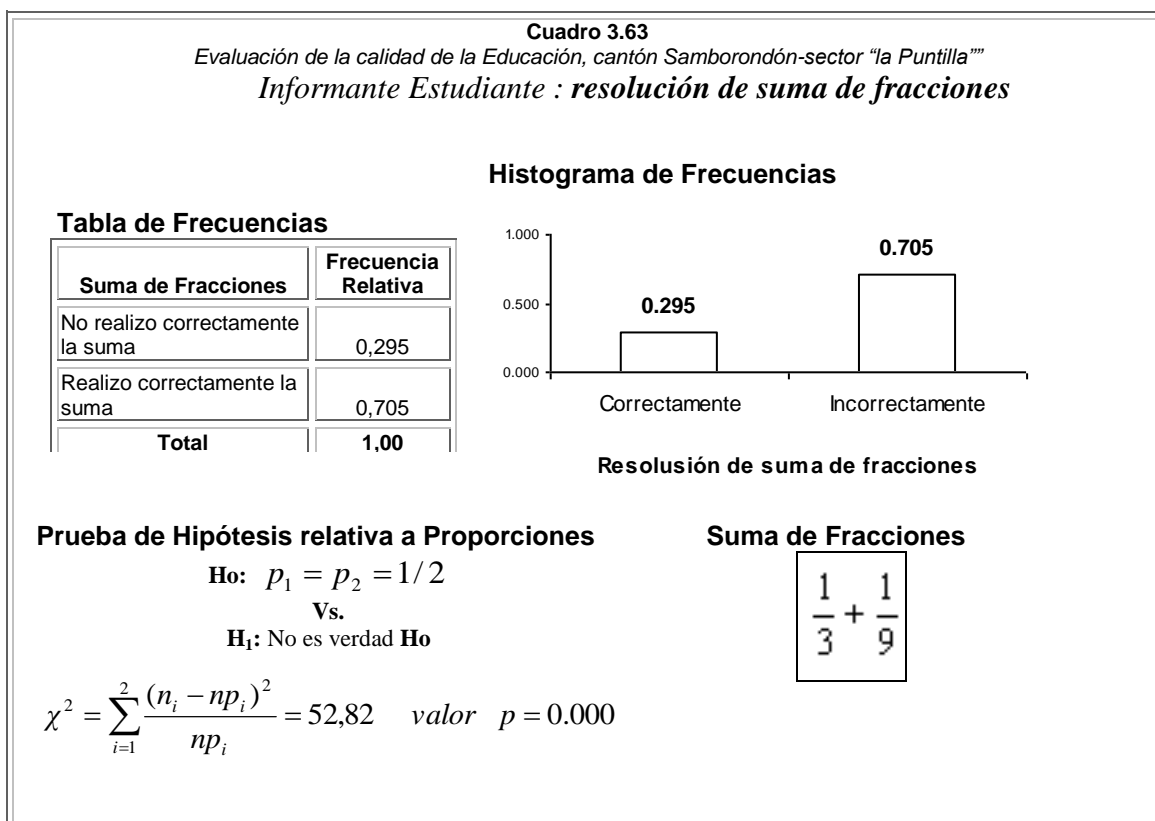 Cuadro 3.63
Evaluación de la calidad de la Educación, cantón Samborondón-sector “la Puntilla””
Informante Estudiante : resolución de suma de fracciones
Histograma de Frecuencias
Tabla de Frecuencias
Suma de Fracciones Frecuencia Relativa
No realizo correctamente la suma 0,295
Realizo correctamente la suma 0,705
Total 1,00
1.000
0.500
0.000
0.295
0.705
Correctamente Incorrectamente
Resolusión de suma de fracciones
Prueba de Hipótesis relativa a Proporciones
Ho: p₁ = p₂ = 1/2
Vs.
H₁: No es verdad Ho
χ² = ∑_{i=1}^{2} (nᵢ − npᵢ)² / npᵢ = 52,82 valor p = 0.000
Suma de Fracciones
1/3 + 1/9